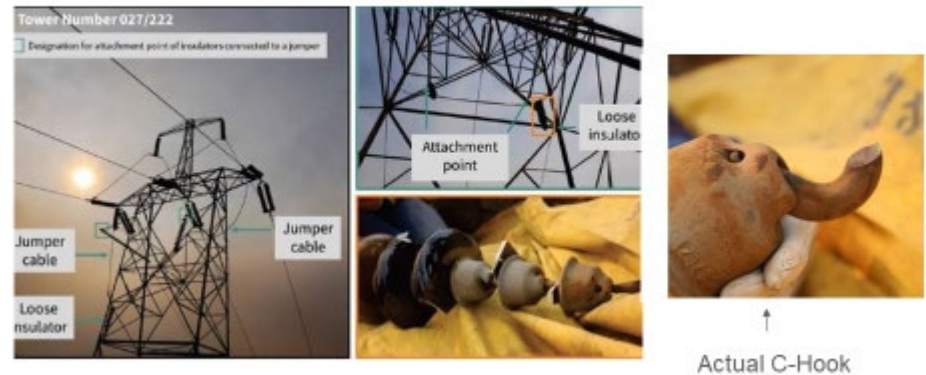 Tower Number 027/222
Designation for attachment point of insulators connected to a jumper
Jumper
cable
Loose
nsulator
Jumper
cable
Attachment
point
Loose
insulato
Actual C-Hook